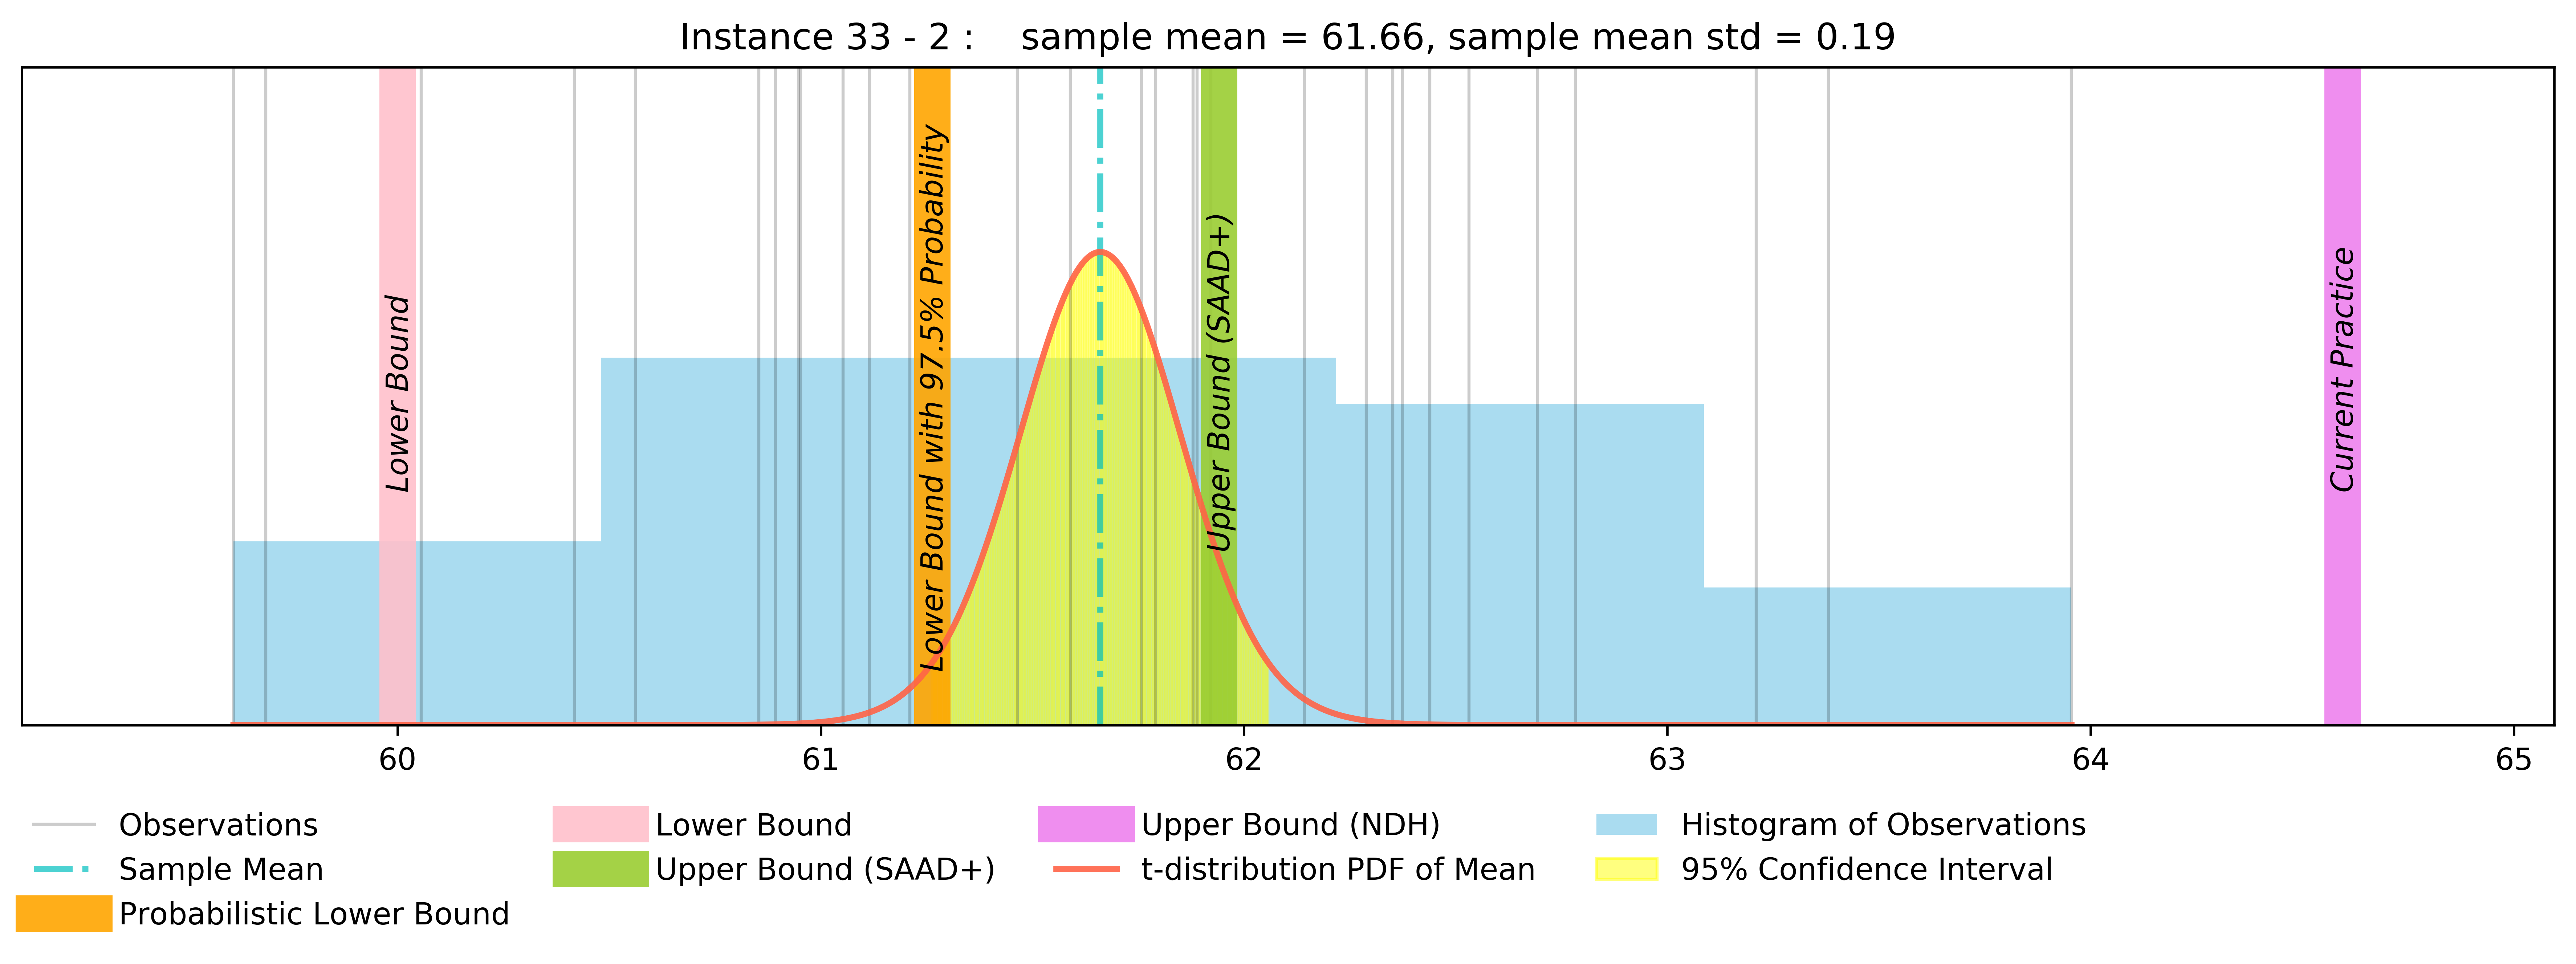 Instance 33 - 2 :    sample mean = 61.66, sample mean std = 0.19
Lower Bound
Lower Bound with 97.5% Probability
Upper Bound (SAAD+)
Current Practice
60
61
62
63
64
65
Observations
Sample Mean
Probabilistic Lower Bound
Lower Bound
Upper Bound (SAAD+)
Upper Bound (NDH)
t-distribution PDF of Mean
Histogram of Observations
95% Confidence Interval